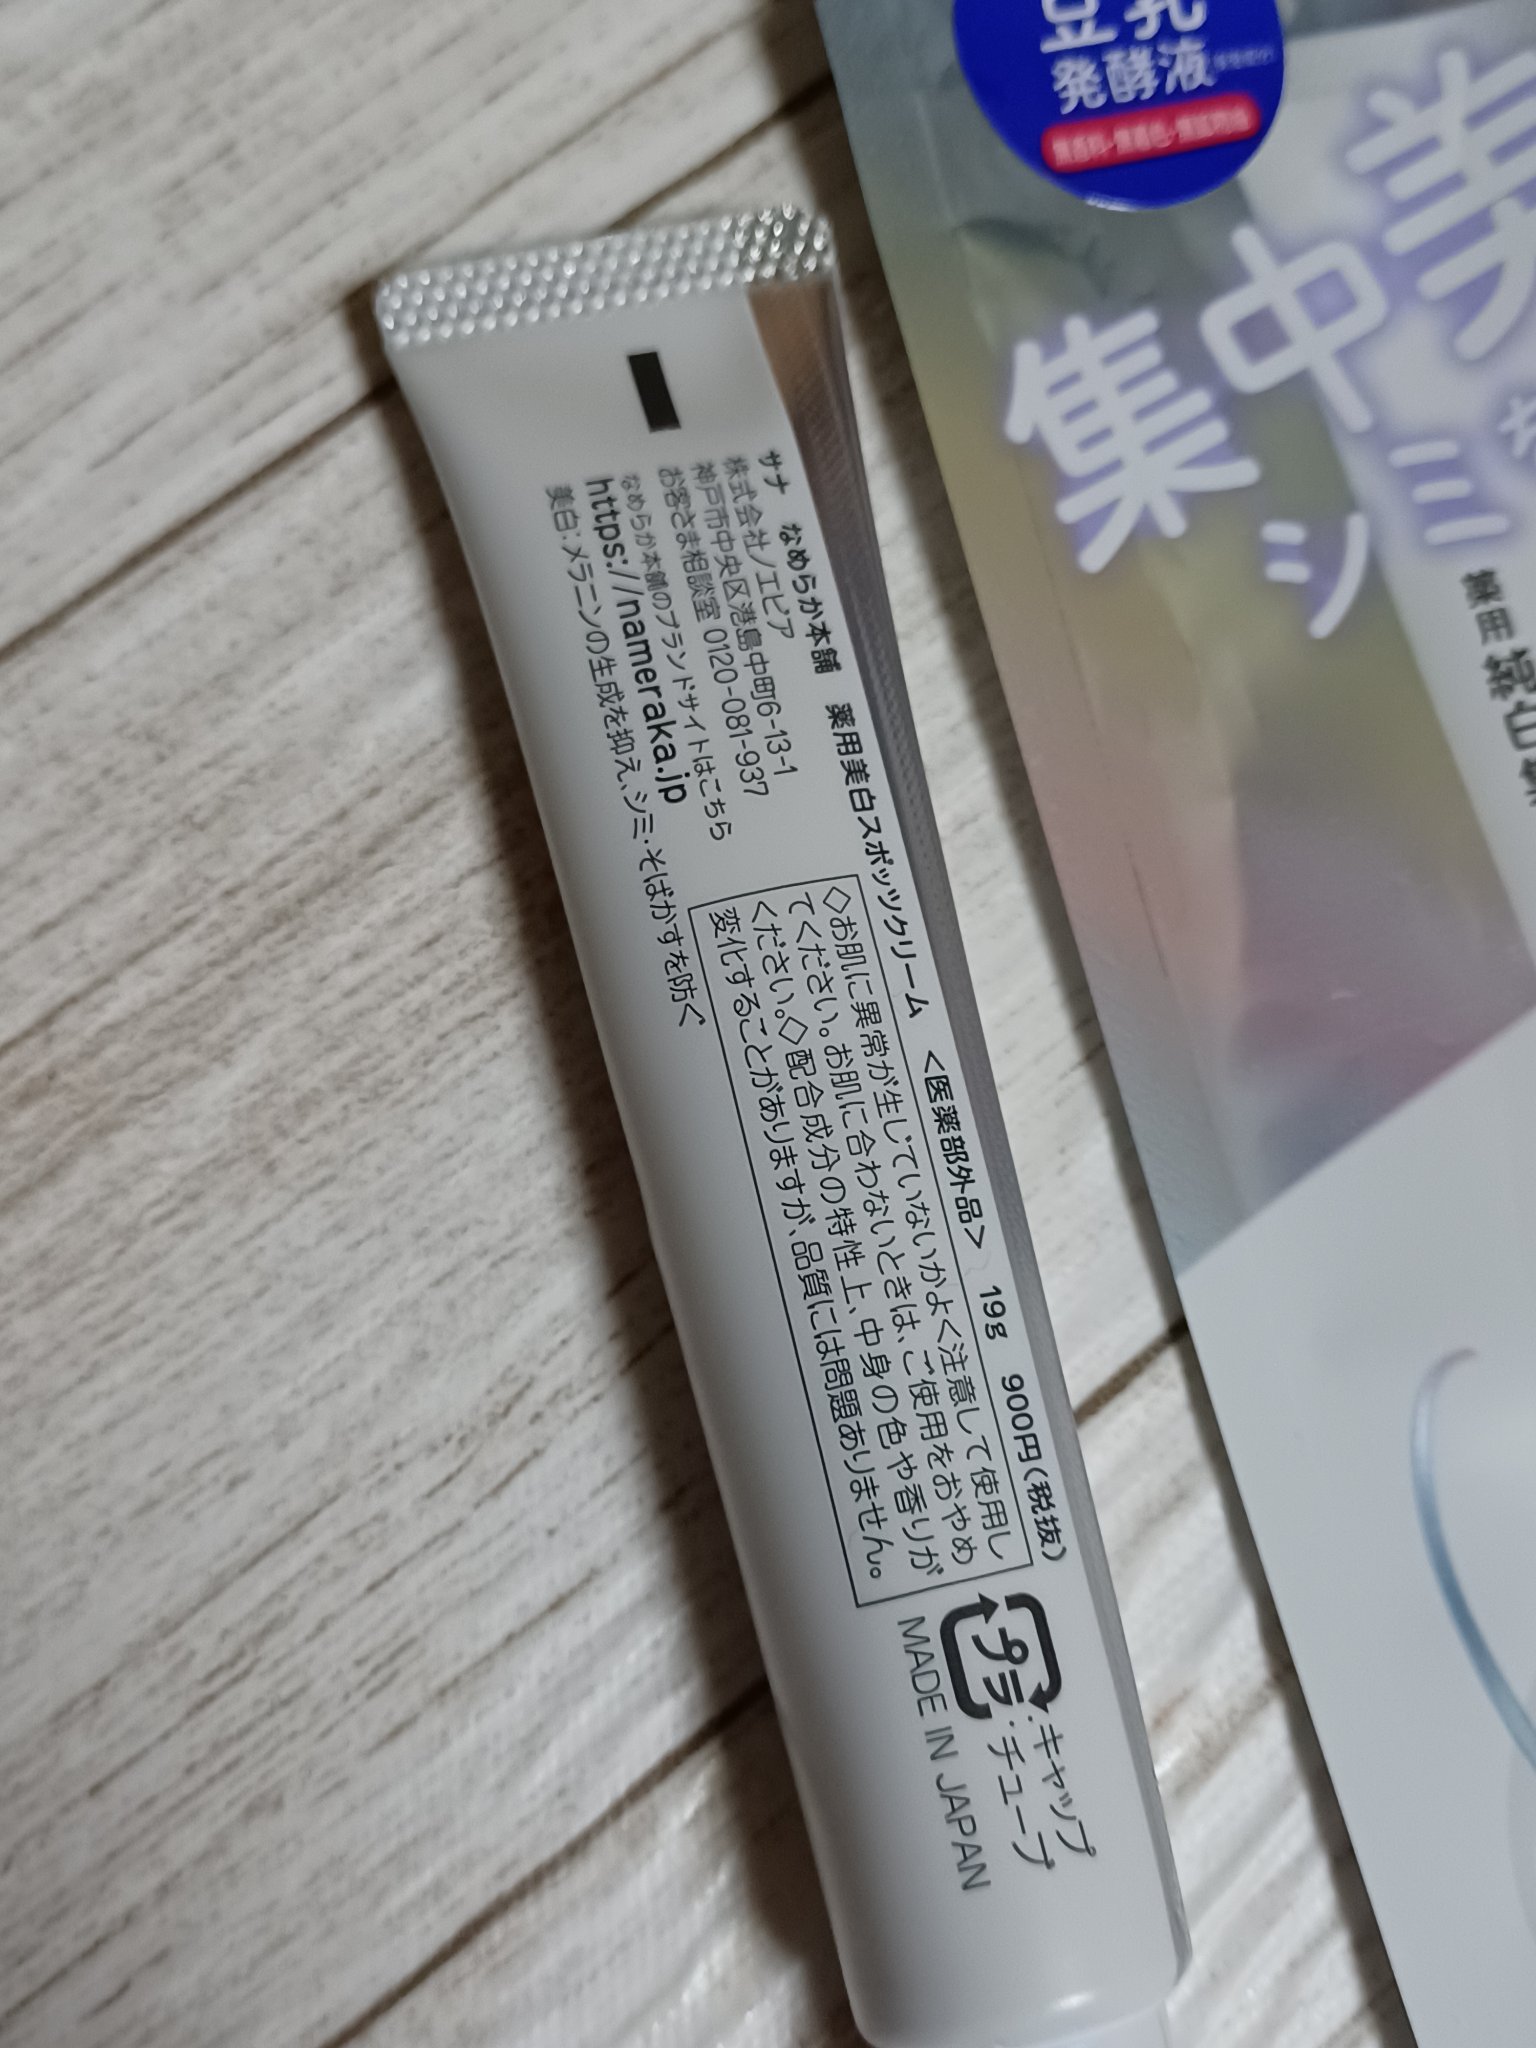 サナ なめらか本舗 薬用美白スポッツクリーム <医薬部外品> 19g 900円(税抜)
株式会社ノエビア
神戸市中央区港島中町6-13-1
お客さま相談室 0120-081-937
なめらか本舗のブランドサイトはこちら
https://nameraka.jp
美白:メラニンの生成を抑え、シミ・そばかすを防ぐ
◇お肌に異常が生じていないかよく注意して使用し
てください。お肌に合わないときは、ご使用をおやめ
ください。◇配合成分の特性上、中身の色や香りが
変化することがありますが、品質には問題ありません。
プラ
:キャップ
・チューブ
MADE IN JAPAN
豆乳
発酵液
無香料・無着色・無鉱物油
美
集中
シミ
薬用